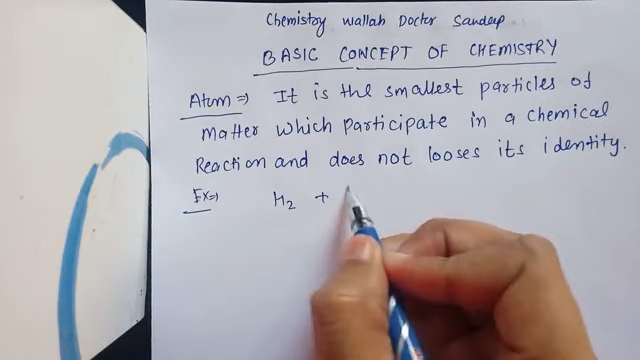 Chemistry wallah Doctor Sandeep
BASIC CONCEPT OF CHEMISTRY
Atom => It is the smallest particles of
matter which participate in a chemical
Reaction and does not looses its identity.
Ex=> H₂ +